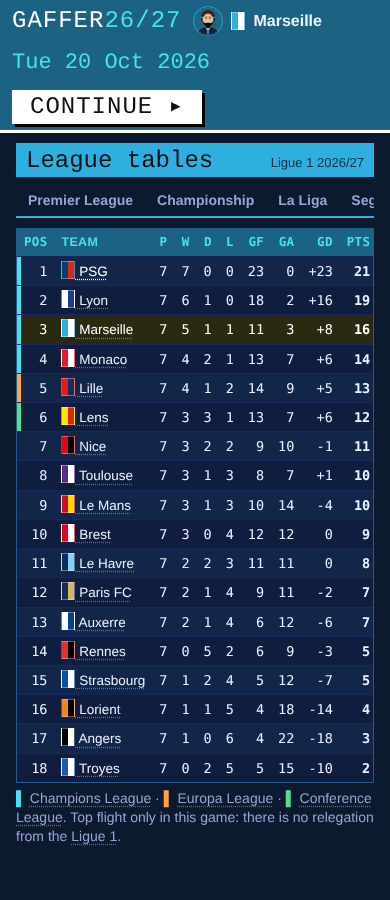 GAFFER26/27 Marseille
Tue 20 Oct 2026
CONTINUE ►
League tables Ligue 1 2026/27
Premier League Championship La Liga Seg
POS TEAM P W D L GF GA GD PTS
1 PSG 7 7 0 0 23 0 +23 21
2 Lyon 7 6 1 0 18 2 +16 19
3 Marseille 7 5 1 1 11 3 +8 16
4 Monaco 7 4 2 1 13 7 +6 14
5 Lille 7 4 1 2 14 9 +5 13
6 Lens 7 3 3 1 13 7 +6 12
7 Nice 7 3 2 2 9 10 -1 11
8 Toulouse 7 3 1 3 8 7 +1 10
9 Le Mans 7 3 1 3 10 14 -4 10
10 Brest 7 3 0 4 12 12 0 9
11 Le Havre 7 2 2 3 11 11 0 8
12 Paris FC 7 2 1 4 9 11 -2 7
13 Auxerre 7 2 1 4 6 12 -6 7
14 Rennes 7 0 5 2 6 9 -3 5
15 Strasbourg 7 1 2 4 5 12 -7 5
16 Lorient 7 1 1 5 4 18 -14 4
17 Angers 7 1 0 6 4 22 -18 3
18 Troyes 7 0 2 5 5 15 -10 2
Champions League · Europa League · Conference
League. Top flight only in this game: there is no relegation
from the Ligue 1.